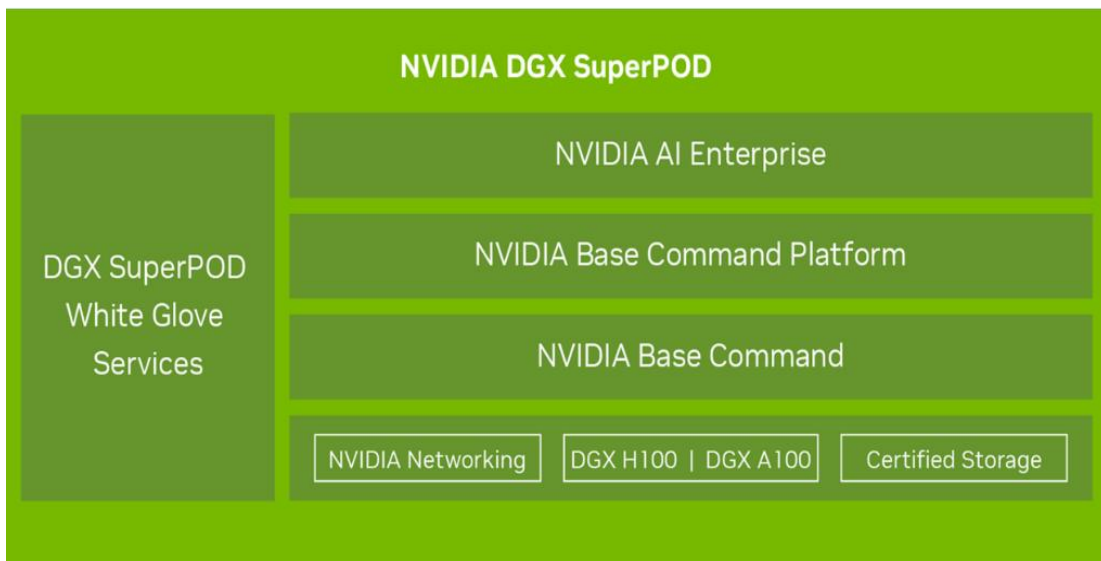 NVIDIA DGX SuperPOD
DGX SuperPOD
White Glove
Services
NVIDIA AI Enterprise
NVIDIA Base Command Platform
NVIDIA Base Command
NVIDIA Networking
DGX H100 | DGX A100
Certified Storage